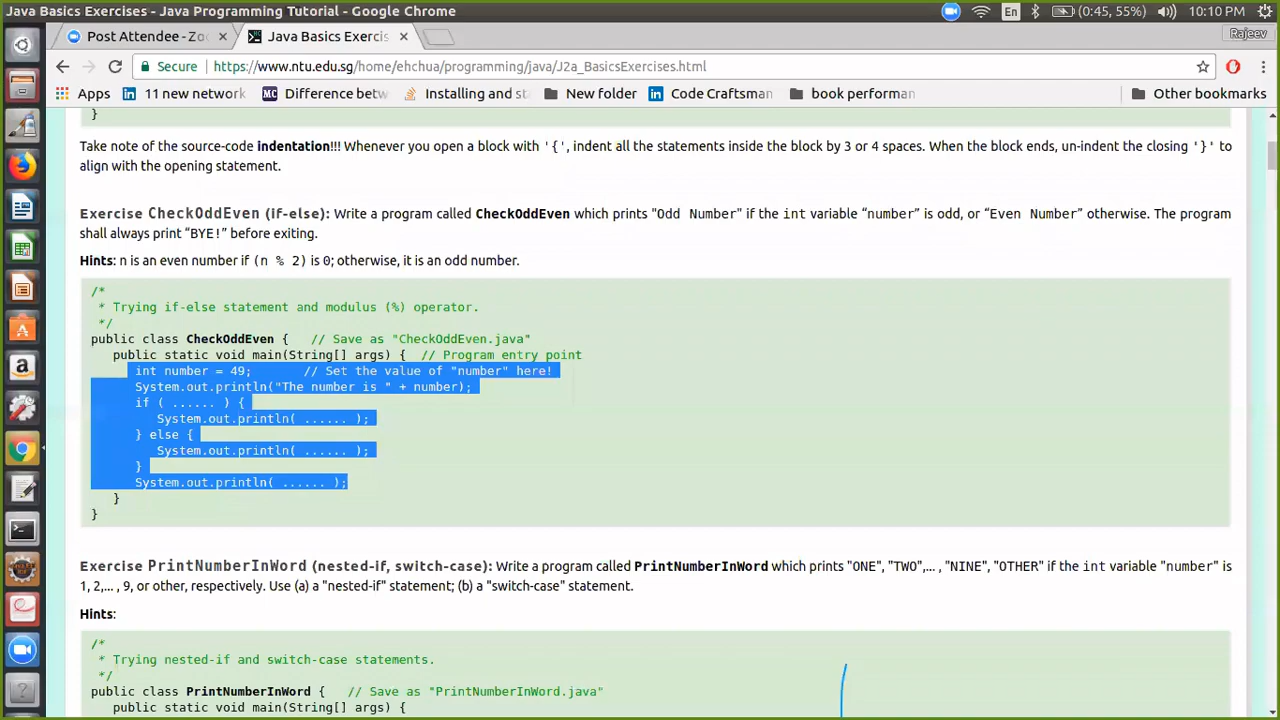 Java Basics Exercises - Java Programming Tutorial - Google Chrome
En
(0:45, 55%)
10:10 PM
Post Attendee - Zoo
Java Basics Exercis
Rajeev
Secure
https://www.ntu.edu.sg/home/ehchua/programming/java/J2a_BasicsExercises.html
Apps
11 new network
Difference betw
Installing and st
New folder
Code Craftsman
book performan
Other bookmarks
}
Take note of the source-code indentation!!! Whenever you open a block with '{', indent all the statements inside the block by 3 or 4 spaces. When the block ends, un-indent the closing '}' to
align with the opening statement.
Exercise CheckOddEven (if-else): Write a program called CheckOddEven which prints "Odd Number" if the int variable “number” is odd, or “Even Number” otherwise. The program
shall always print “BYE!” before exiting.
Hints: n is an even number if (n % 2) is 0; otherwise, it is an odd number.
/*
* Trying if-else statement and modulus (%) operator.
*/
public class CheckOddEven {   // Save as "CheckOddEven.java"
public static void main(String[] args) {  // Program entry point
int number = 49;       // Set the value of "number" here!
System.out.println("The number is " + number);
if ( ...... ) {
System.out.println( ...... );
} else {
System.out.println( ...... );
}
System.out.println( ...... );
}
}
Exercise PrintNumberInWord (nested-if, switch-case): Write a program called PrintNumberInWord which prints "ONE", "TWO",... , "NINE", "OTHER" if the int variable "number" is
1, 2,... , 9, or other, respectively. Use (a) a "nested-if" statement; (b) a "switch-case" statement.
Hints:
/*
* Trying nested-if and switch-case statements.
*/
public class PrintNumberInWord {   // Save as "PrintNumberInWord.java"
public static void main(String[] args) {